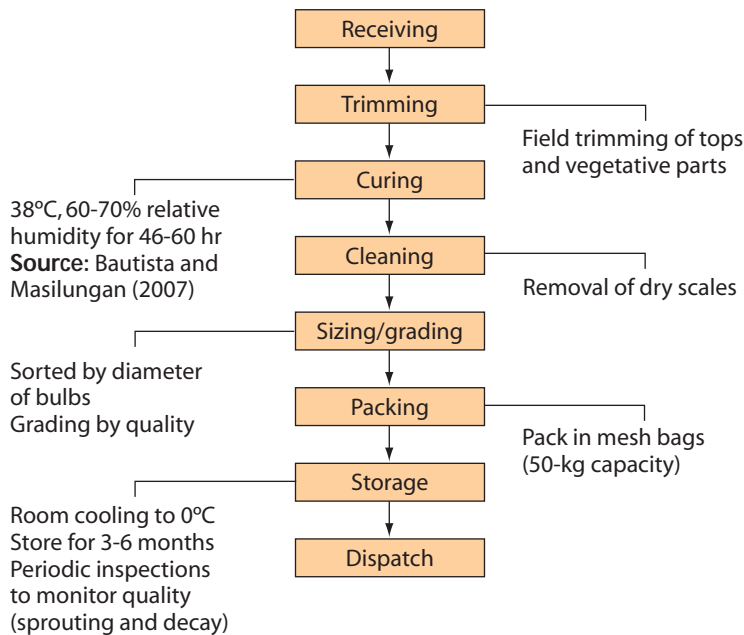 Receiving
Trimming
Field trimming of tops
and vegetative parts
Curing
38ºC, 60-70% relative
humidity for 46-60 hr
Source: Bautista and
Masilungan (2007)
Cleaning
Removal of dry scales
Sizing/grading
Sorted by diameter
of bulbs
Grading by quality
Packing
Pack in mesh bags
(50-kg capacity)
Storage
Room cooling to 0ºC
Store for 3-6 months
Periodic inspections
to monitor quality
(sprouting and decay)
Dispatch